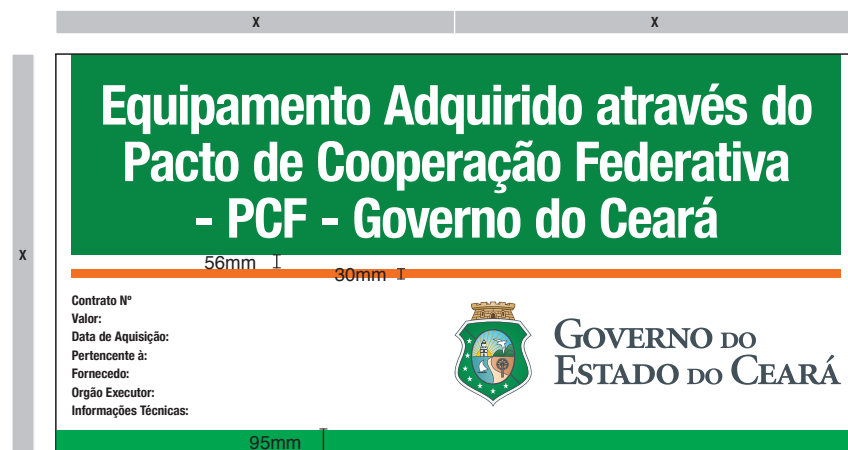 X X
Equipamento Adquirido através do
Pacto de Cooperação Federativa
- PCF - Governo do Ceará
X
56mm
30mm
Contrato Nº
Valor:
Data de Aquisição:
Pertencente à:
Fornecedo:
Orgão Executor:
Informações Técnicas:
GOVERNO DO
ESTADO DO CEARÁ
95mm